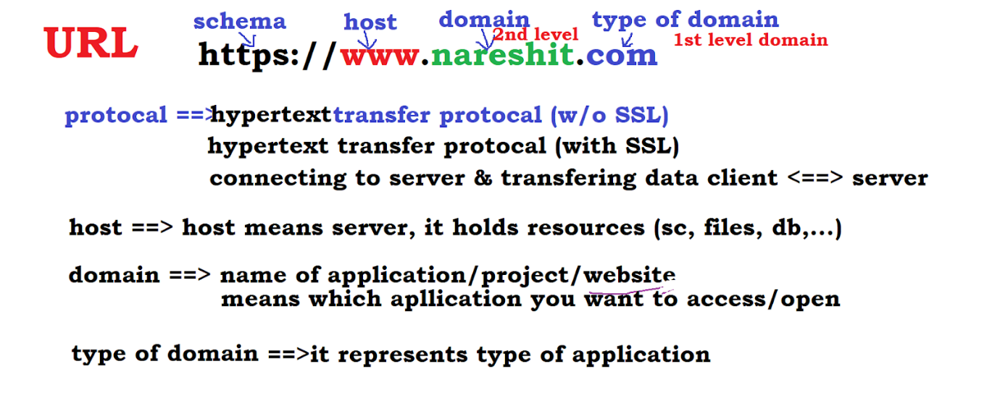 schema host domain type of domain
2nd level 1st level domain
URL https://www.nareshit.com
protocal ==>hypertext transfer protocal (w/o SSL)
hypertext transfer protocal (with SSL)
connecting to server & transfering data client <==> server
host ==> host means server, it holds resources (sc, files, db,...)
domain ==> name of application/project/website
means which apllication you want to access/open
type of domain ==>it represents type of application